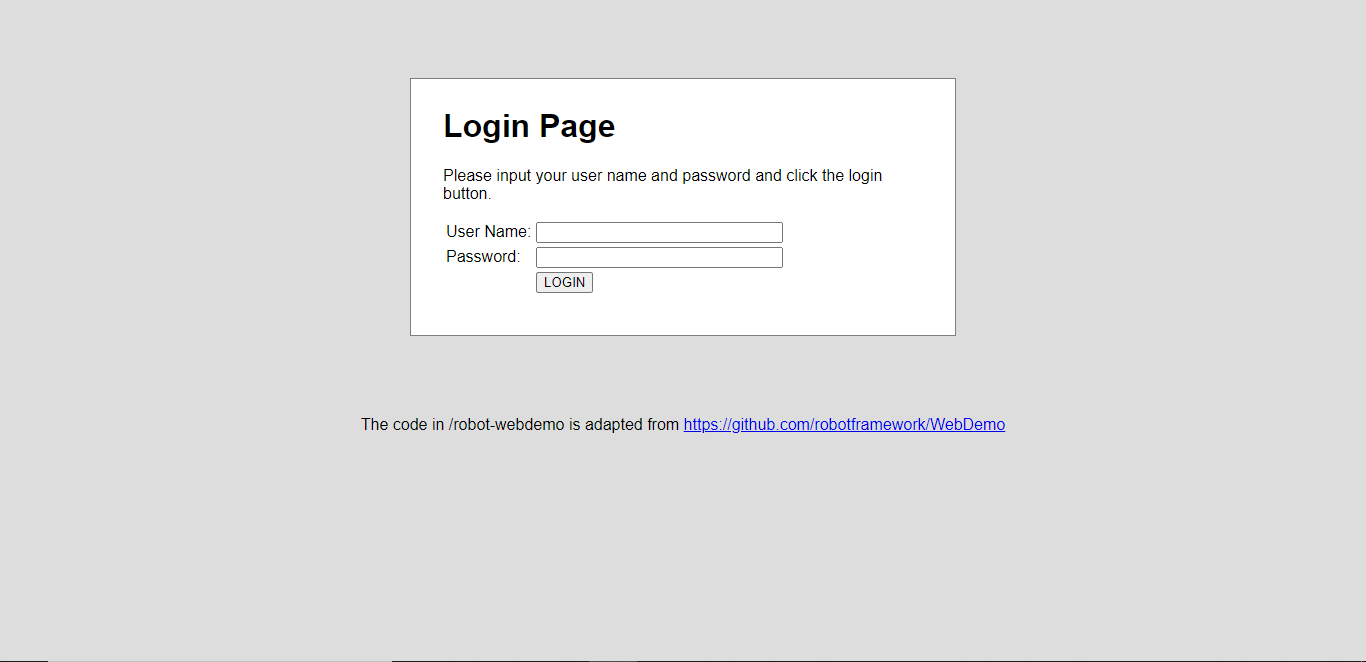 Login Page
Please input your user name and password and click the login
button.
User Name:
Password:
LOGIN
The code in /robot-webdemo is adapted from https://github.com/robotframework/WebDemo